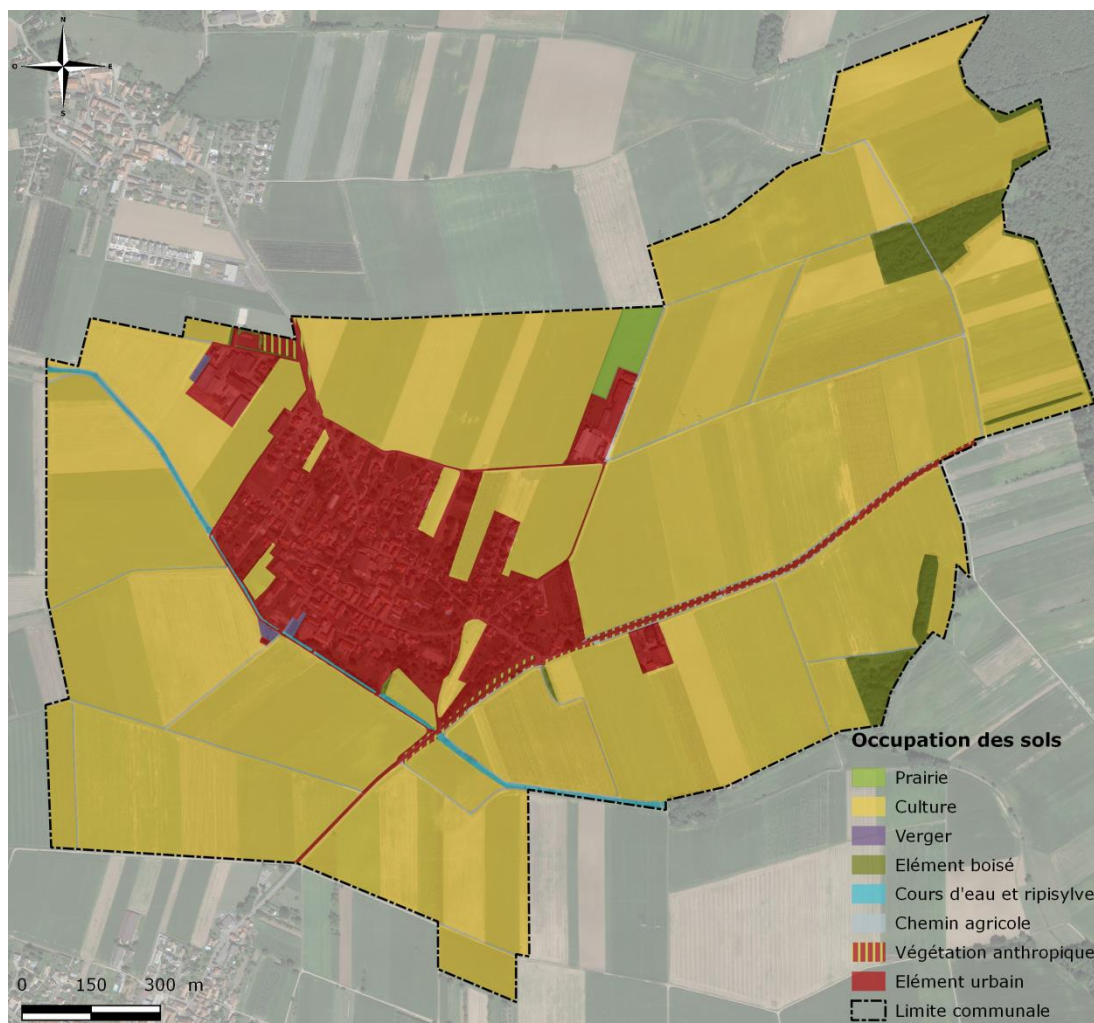 N
O E
S
Occupation des sols
Prairie
Culture
Verger
Elément boisé
Cours d'eau et ripisylve
Chemin agricole
Végétation anthropique
Elément urbain
Limite communale
0 150 300 m